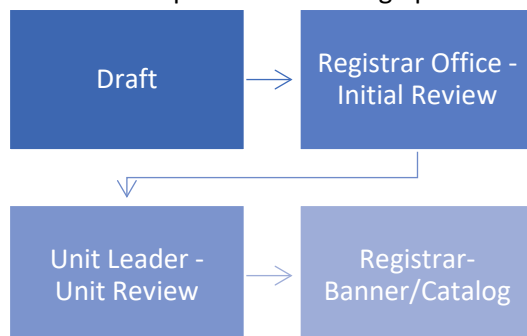 Draft
Registrar Office -
Initial Review
Unit Leader -
Unit Review
Registrar-
Banner/Catalog